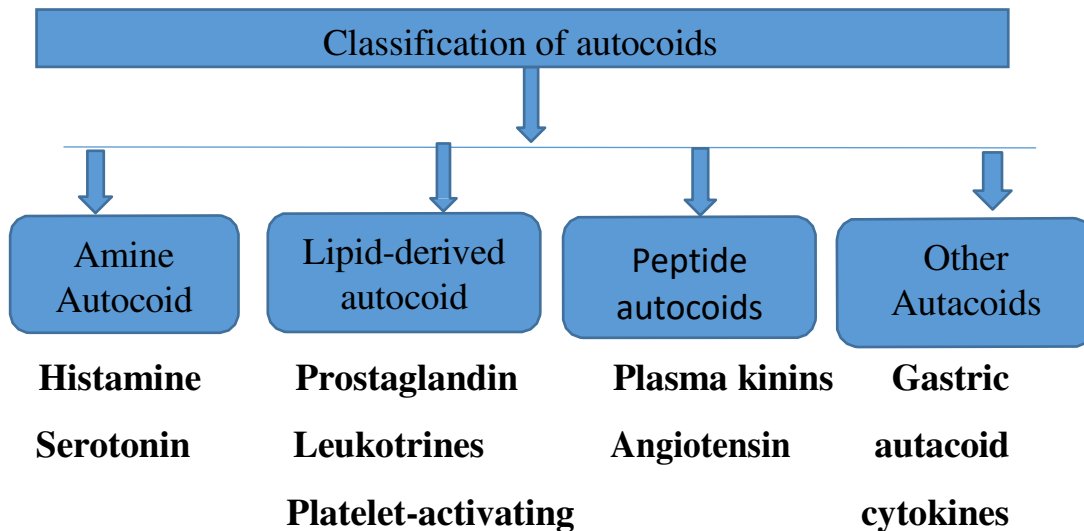 Classification of autocoids
Amine
Autocoid
Lipid-derived
autocoid
Peptide
autocoids
Other
Autacoids
Histamine
Serotonin
Prostaglandin
Leukotrines
Platelet-activating
Plasma kinins
Angiotensin
Gastric
autacoid
cytokines